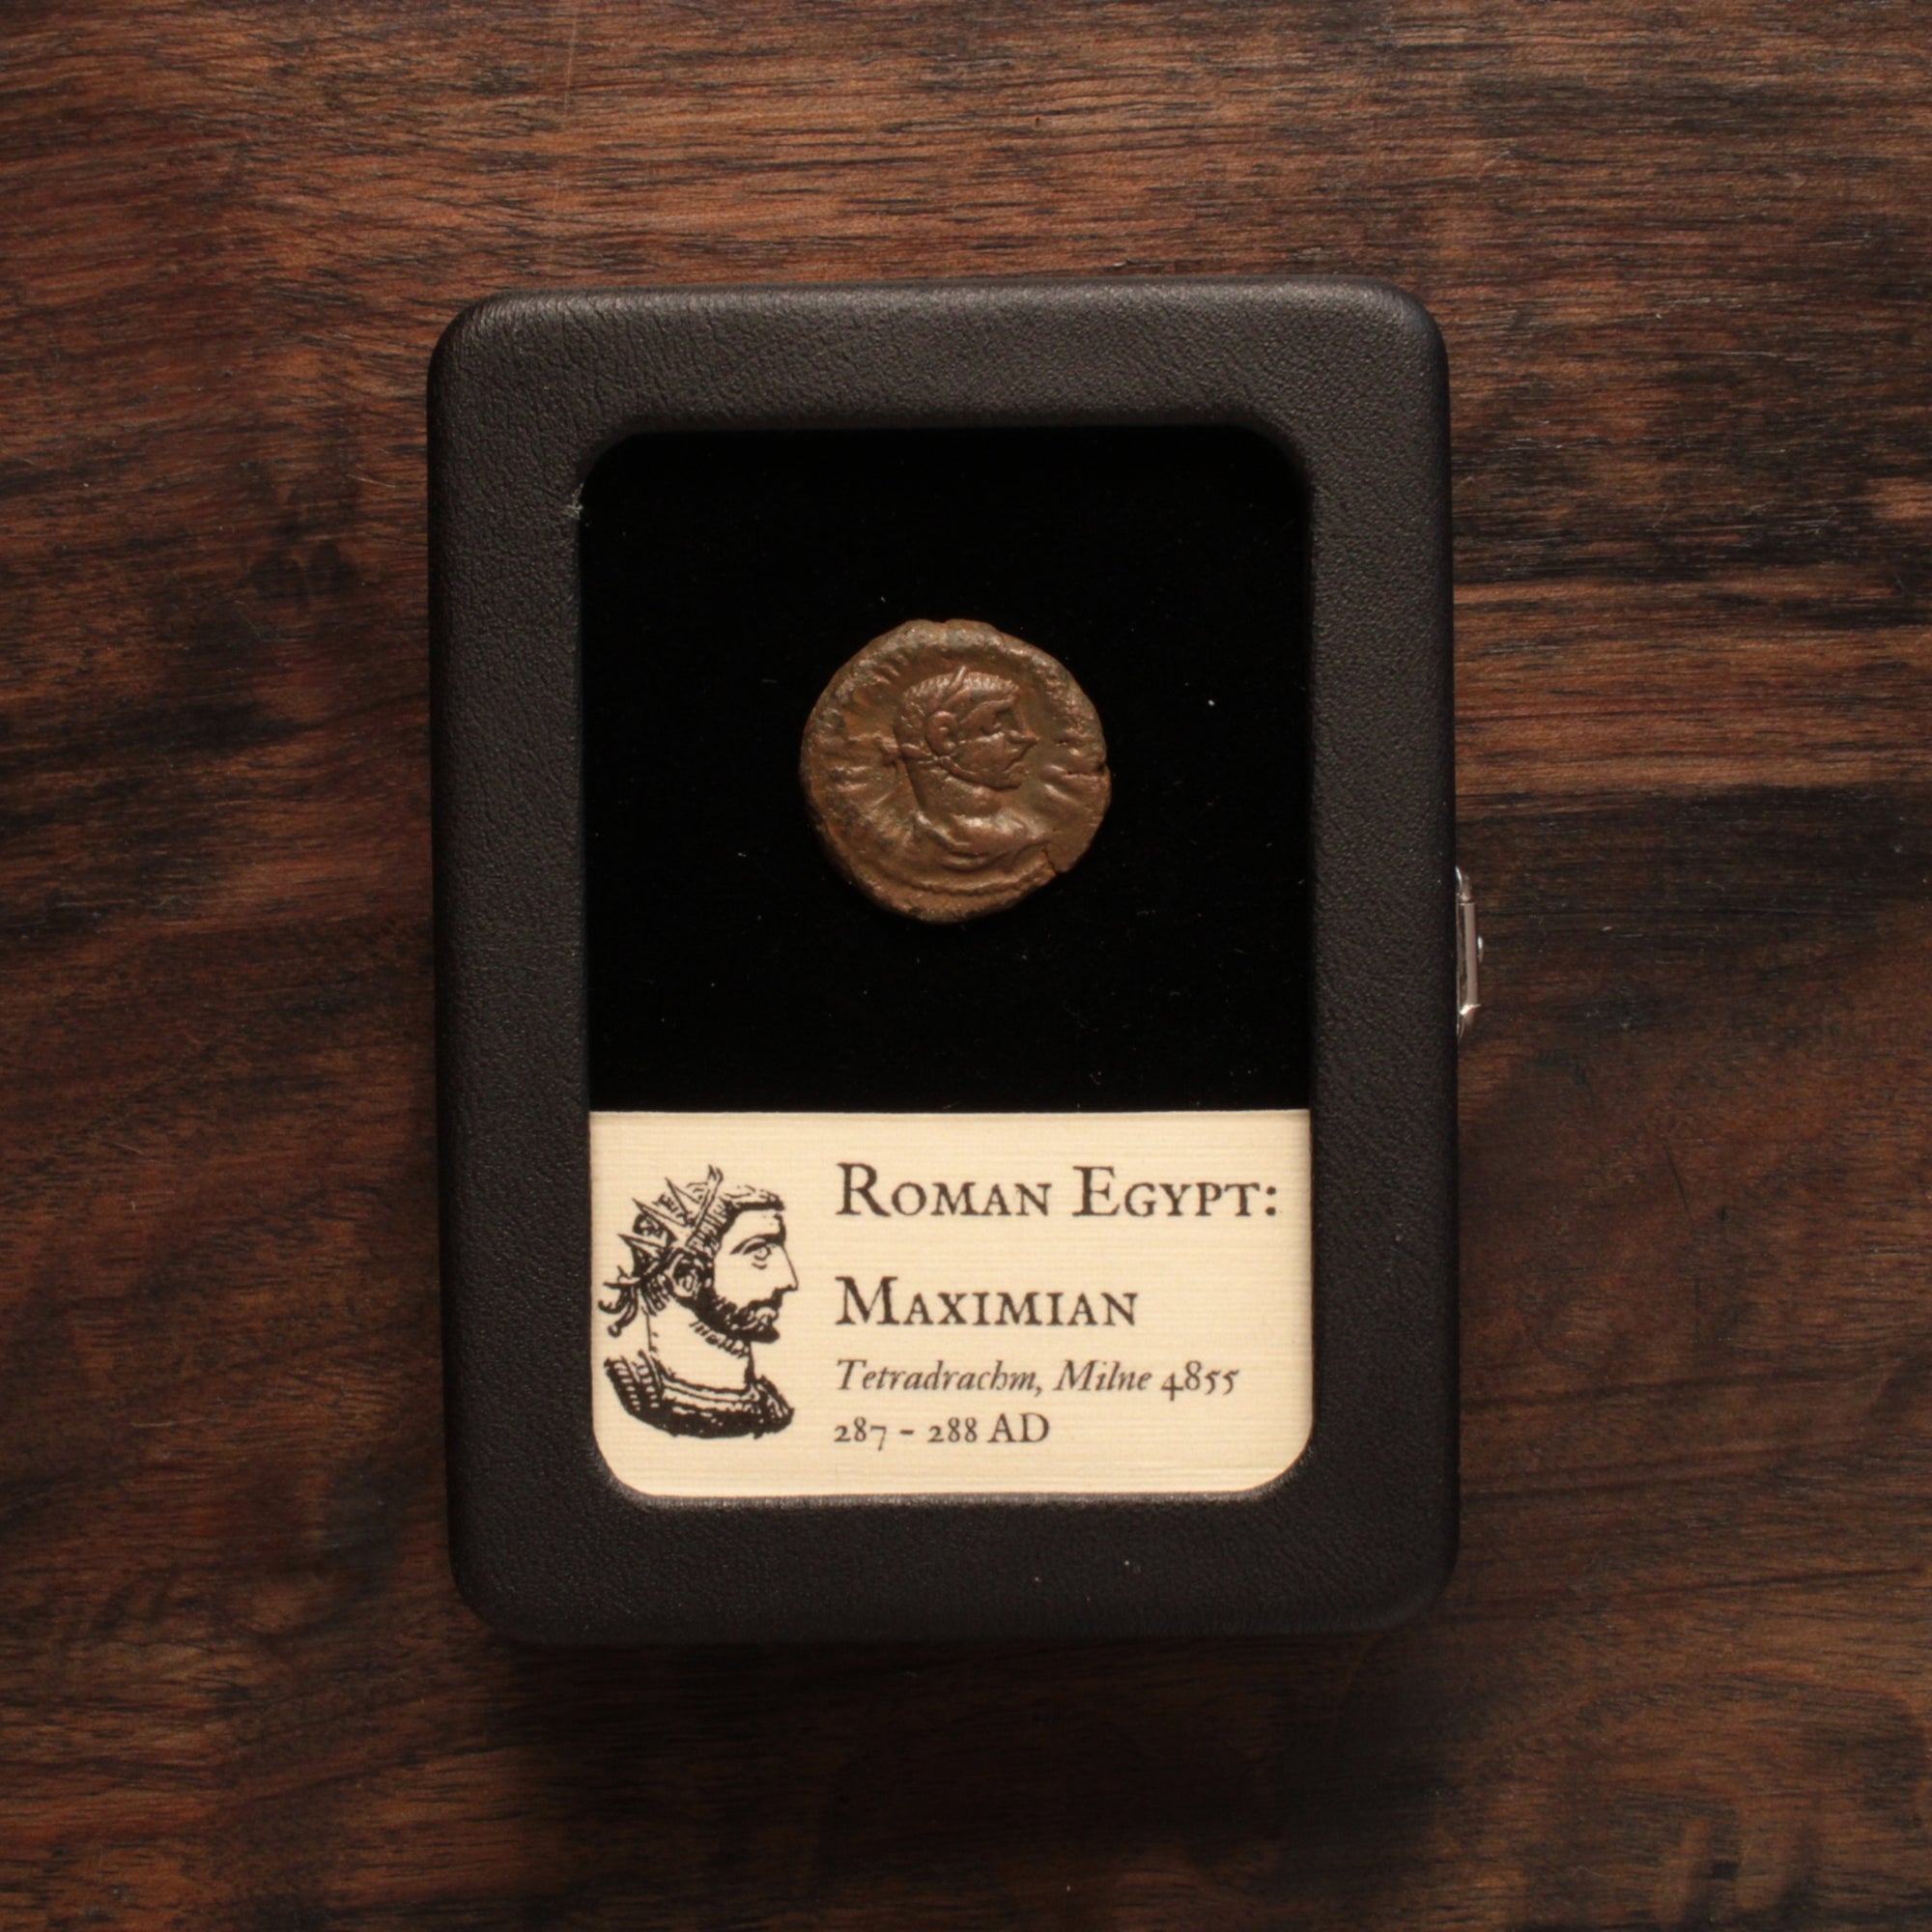 Roman Egypt:
Maximian
Tetradrachm, Milne 4855
287 - 288 AD